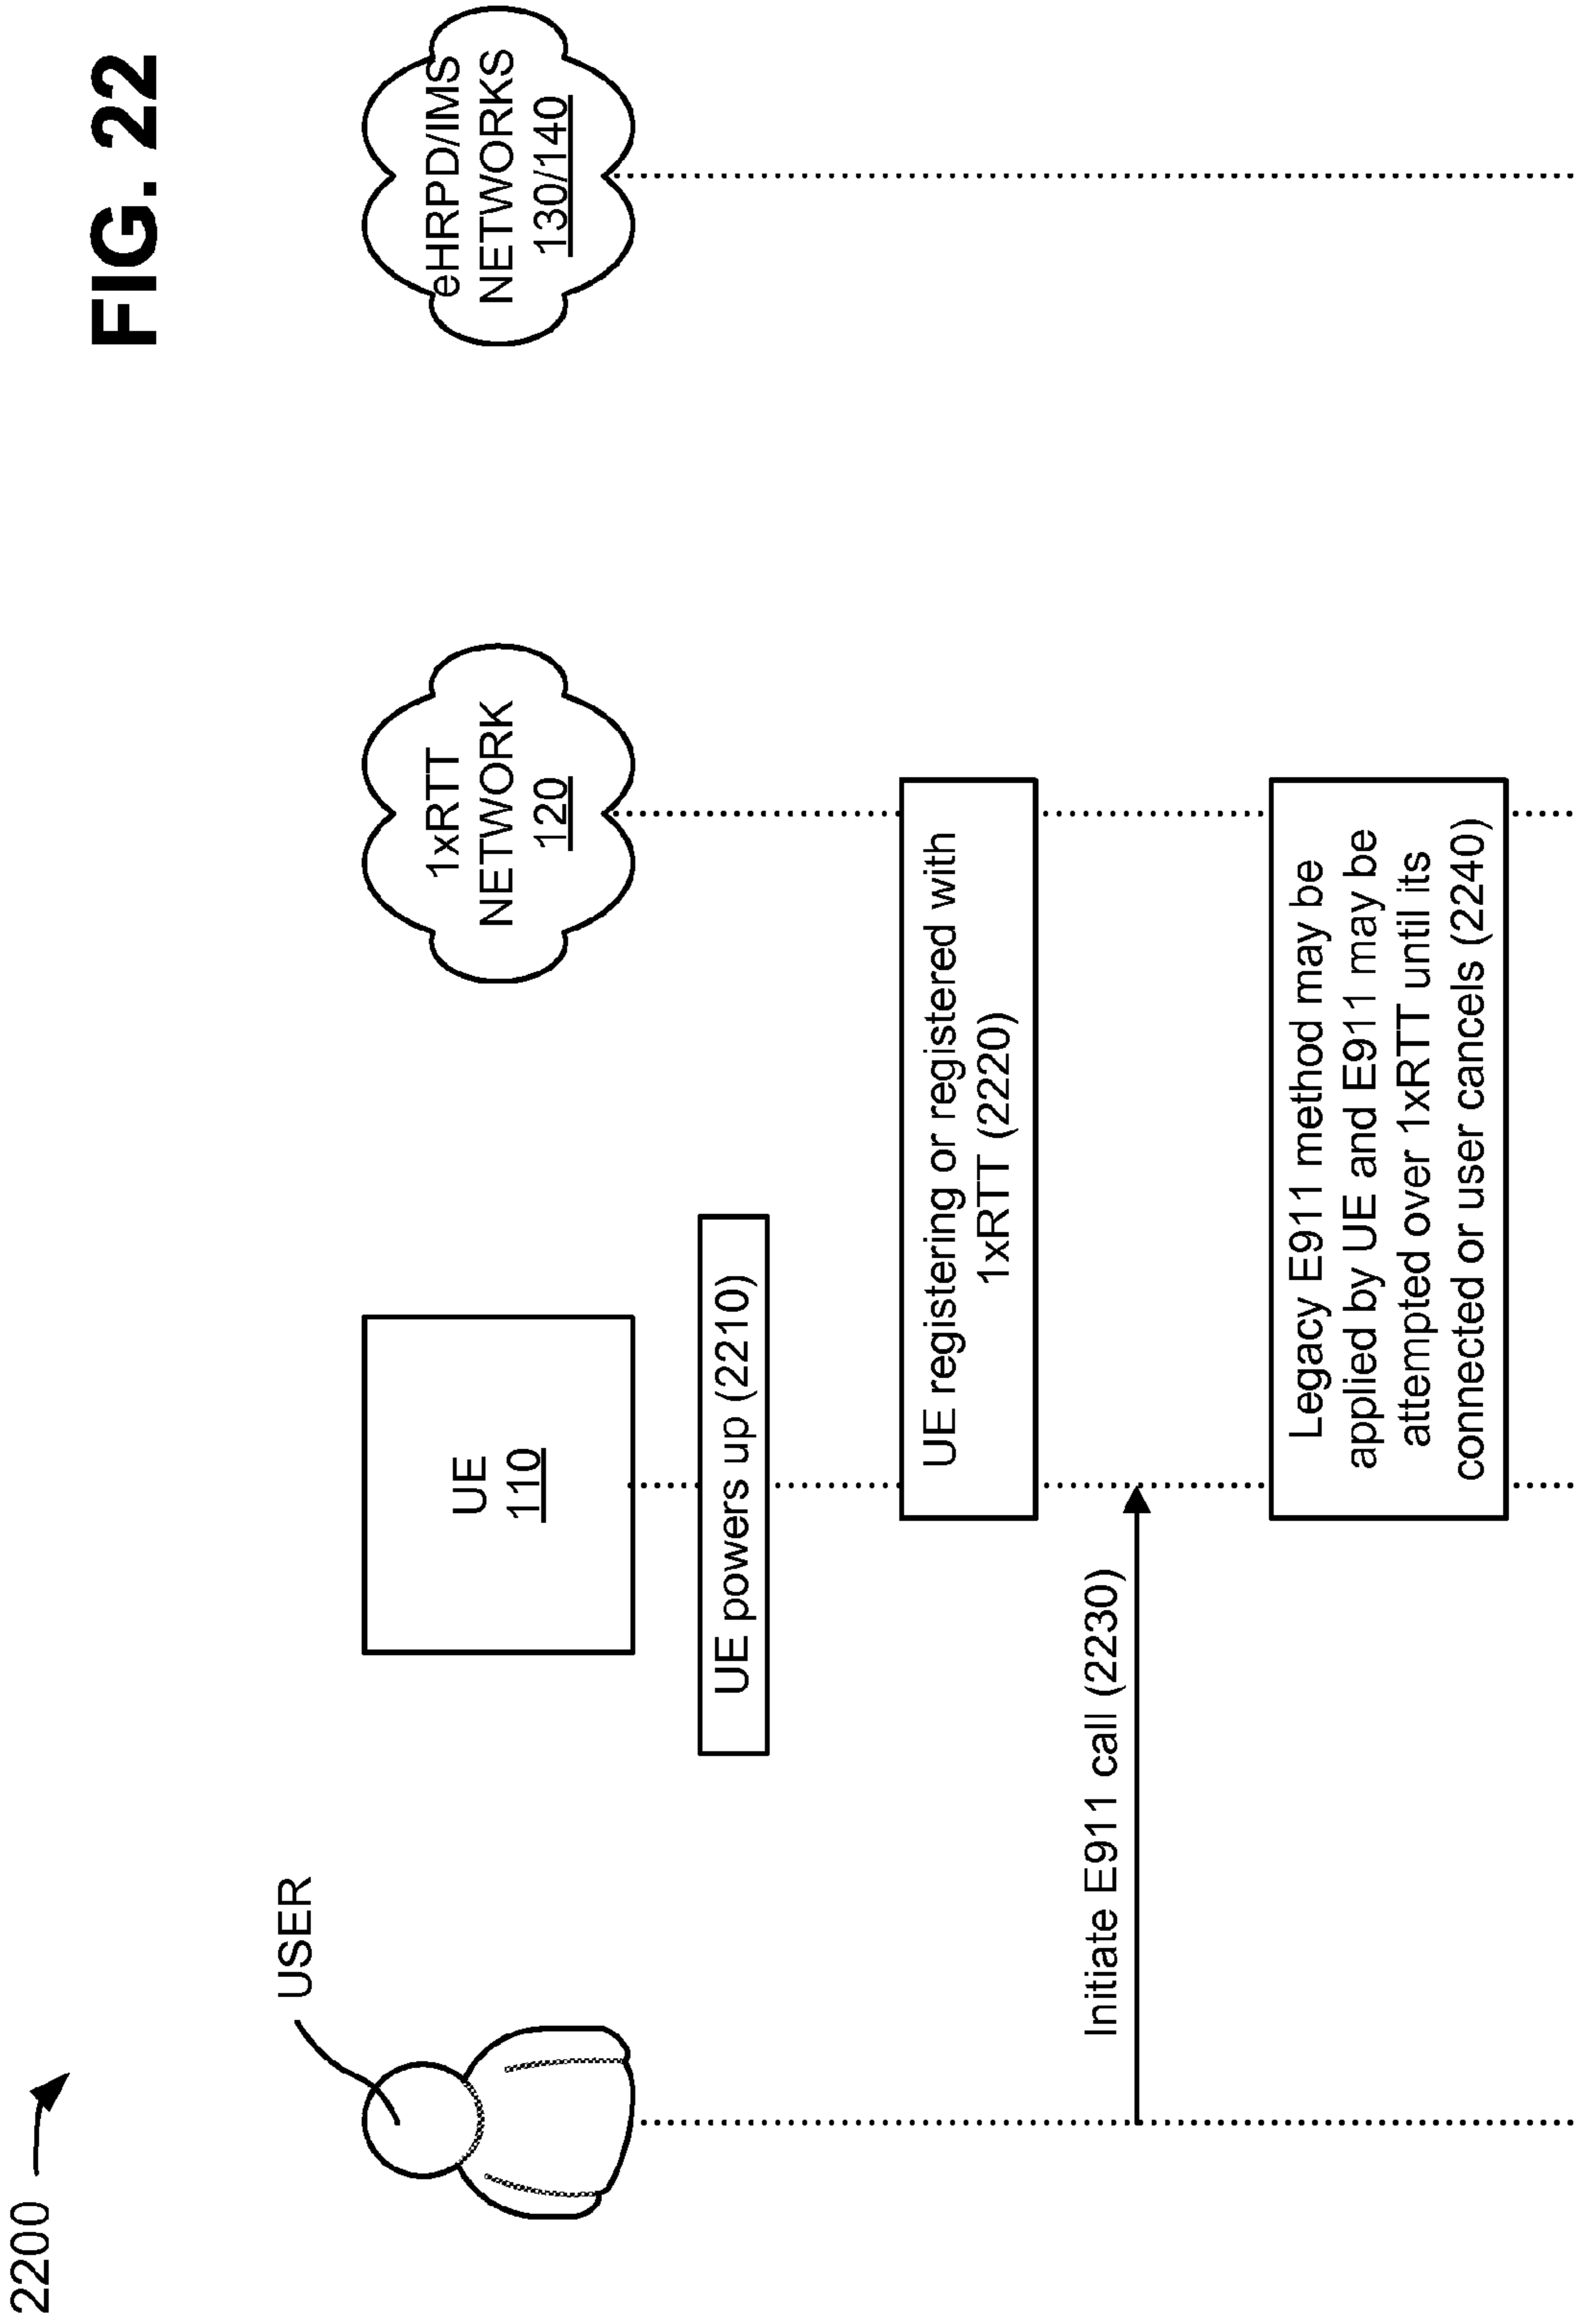 2200
FIG. 22
USER
UE
110
1xRTT
NETWORK
120
eHRPD/IMS
NETWORKS
130/140
UE powers up (2210)
UE registering or registered with
1xRTT (2220)
Initiate E911 call (2230)
Legacy E911 method may be
applied by UE and E911 may be
attempted over 1xRTT until its
connected or user cancels (2240)